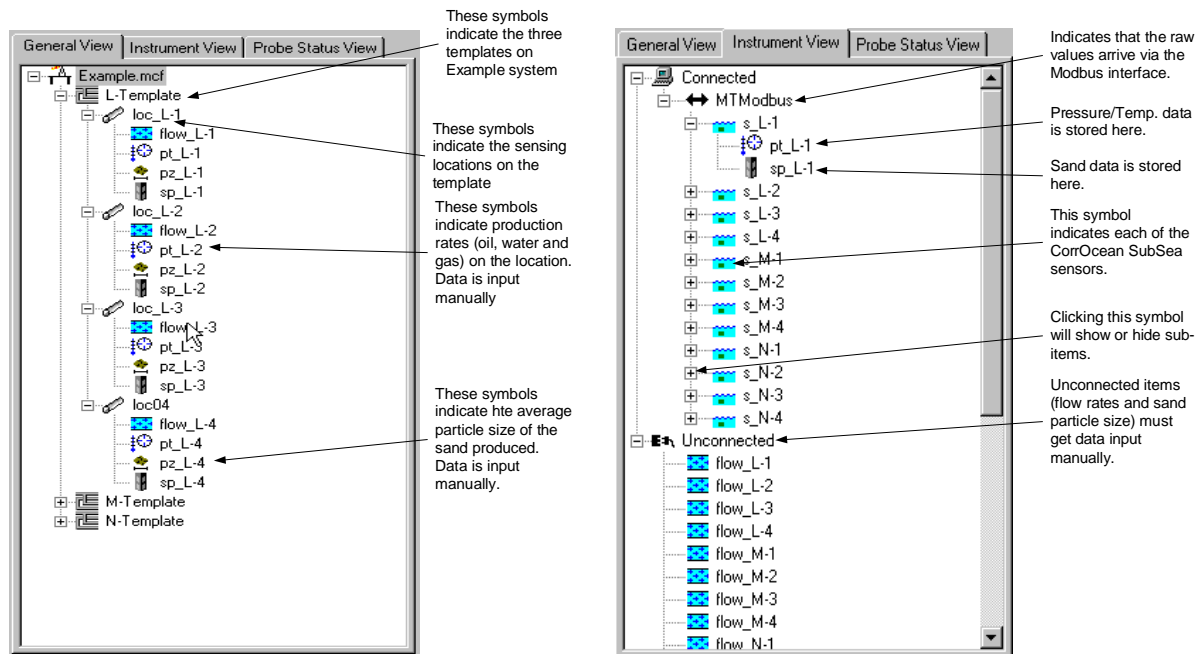 General View
Instrument View
Probe Status View
Example.mcf
L-Template
loc_L-1
flow_L-1
pt_L-1
pz_L-1
sp_L-1
loc_L-2
flow_L-2
pt_L-2
pz_L-2
sp_L-2
loc_L-3
flow_L-3
pt_L-3
pz_L-3
sp_L-3
loc04
flow_L-4
pt_L-4
pz_L-4
sp_L-4
M-Template
N-Template
These symbols
indicate the three
templates on
Example system
These symbols
indicate the sensing
locations on the
template
These symbols
indicate production
rates (oil, water and
gas) on the location.
Data is input
manually
These symbols
indicate hte average
particle size of the
sand produced.
Data is input
manually.
General View
Instrument View
Probe Status View
Connected
MTModbus
s_L-1
pt_L-1
sp_L-1
s_L-2
s_L-3
s_L-4
s_M-1
s_M-2
s_M-3
s_M-4
s_N-1
s_N-2
s_N-3
s_N-4
Unconnected
flow_L-1
flow_L-2
flow_L-3
flow_L-4
flow_M-1
flow_M-2
flow_M-3
flow_M-4
flow_N-1
Indicates that the raw
values arrive via the
Modbus interface.
Pressure/Temp. data
is stored here.
Sand data is stored
here.
This symbol
indicates each of the
CorrOcean SubSea
sensors.
Clicking this symbol
will show or hide sub-
items.
Unconnected items
(flow rates and sand
particle size) must
get data input
manually.